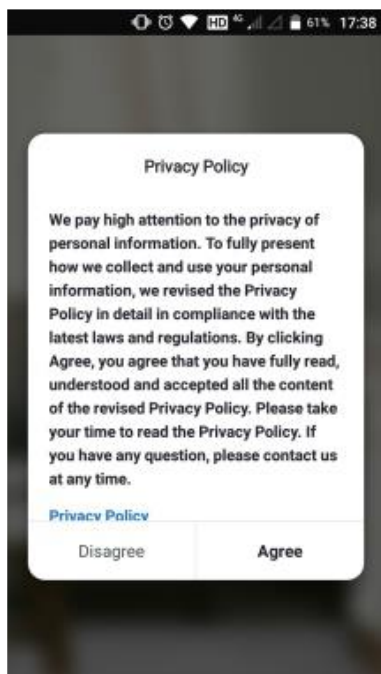 HD 4G 61% 17:38
Privacy Policy
We pay high attention to the privacy of
personal information. To fully present
how we collect and use your personal
information, we revised the Privacy
Policy in detail in compliance with the
latest laws and regulations. By clicking
Agree, you agree that you have fully read,
understood and accepted all the content
of the revised Privacy Policy. Please take
your time to read the Privacy Policy. If
you have any question, please contact us
at any time.
Privacy Policy
Disagree Agree